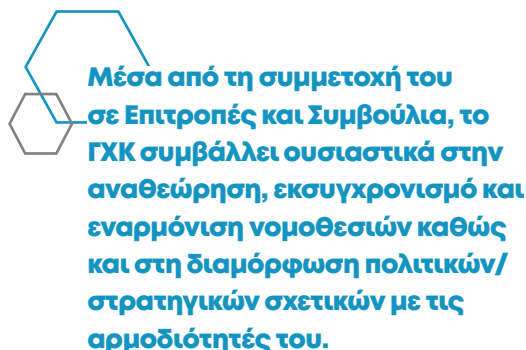 Μέσα από τη συμμετοχή του
σε Επιτροπές και Συμβούλια, το
ΓΧΚ συμβάλλει ουσιαστικά στην
αναθεώρηση, εκσυγχρονισμό και
εναρμόνιση νομοθεσιών καθώς
και στη διαμόρφωση πολιτικών/
στρατηγικών σχετικών με τις
αρμοδιότητές του.